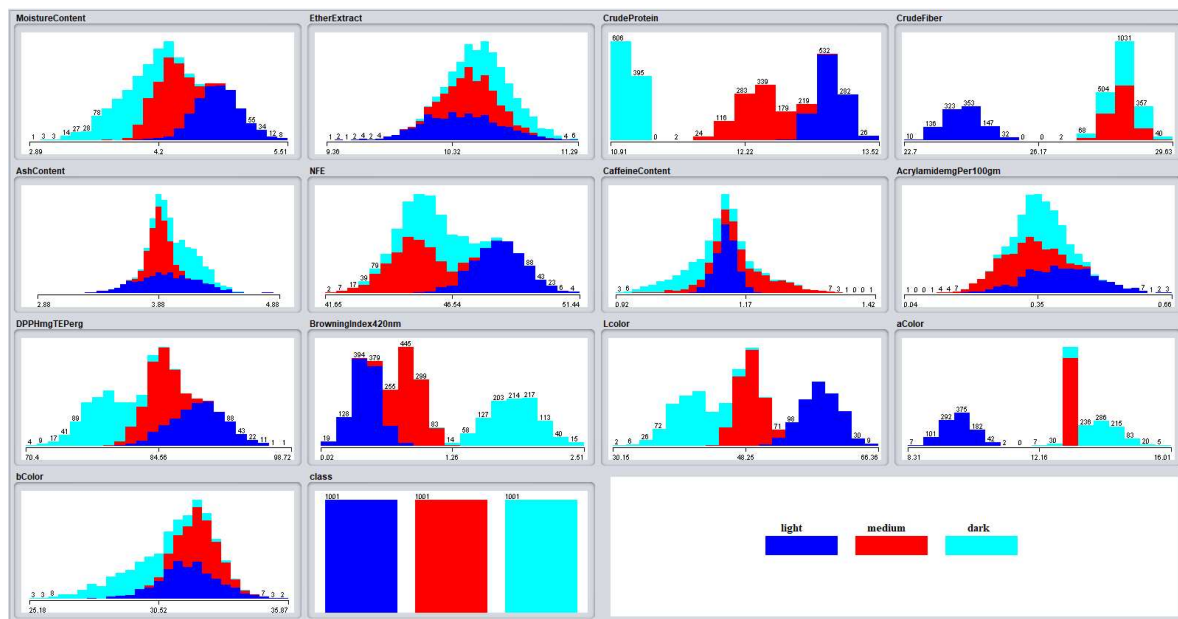 MoistureContent
1 3 3 14 27 28 78 55 34 12 8
2.89 4.2 5.51
EtherExtract
1 2 1 2 4 2 4 4 6
9.36 10.32 11.29
CrudeProtein
606 395 0 2 24 116 283 339 179 219 532 282 26
10.91 12.22 13.52
CrudeFiber
10 136 323 353 147 32 0 0 2 68 504 1031 357 40
22.7 26.17 29.63
AshContent
2.88 3.88 4.88
NFE
2 7 17 39 79 88 43 23 6 4
41.65 46.54 51.44
CaffeineContent
3 6 7 3 1 0 0 1
0.92 1.17 1.42
AcrylamidemgPer100gm
1 0 0 1 4 4 7 7 1 2 3
0.04 0.35 0.66
DPPHmgTEPerg
4 9 17 41 89 88 43 22 11 1 1
70.4 84.56 98.72
BrowningIndex420nm
19 128 394 379 255 445 299 83 14 58 127 203 214 217 113 40 15
0.02 1.26 2.51
Lcolor
2 6 26 72 71 98 30 9
30.15 48.25 66.36
aColor
7 101 292 375 182 42 2 0 7 30 236 286 215 83 20 5
8.31 12.16 16.01
bColor
3 3 8 7 3 2
25.18 30.52 35.87
class
1001 1001 1001
light medium dark